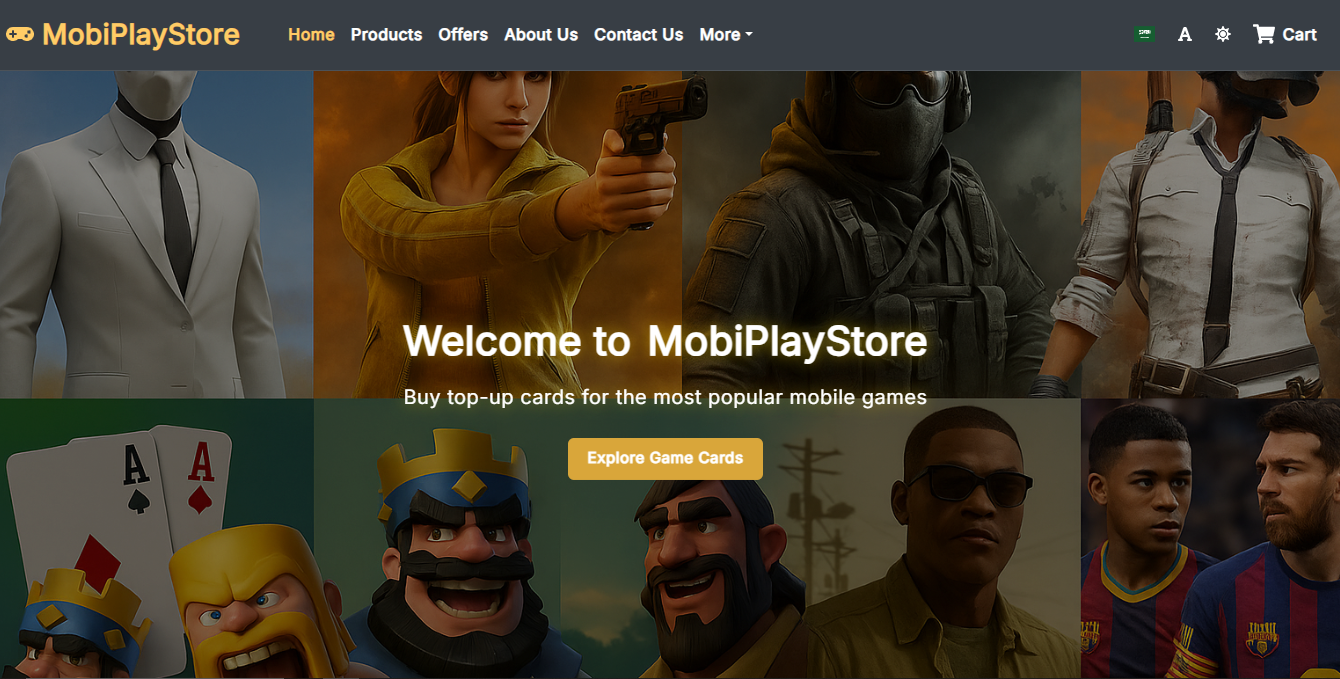 MobiPlayStore Home Products Offers About Us Contact Us More A Cart
Welcome to MobiPlayStore
Buy top-up cards for the most popular mobile games
Explore Game Cards
A A